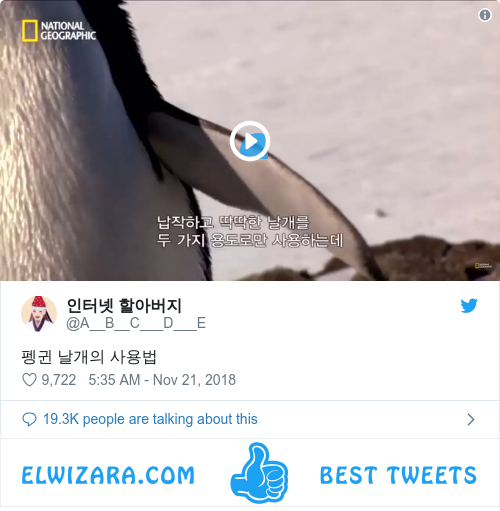 NATIONAL
GEOGRAPHIC
납작하고 딱딱한 날개를
두 가지 용도로만 사용하는데
인터넷 할아버지
@A__B__C___D___E
펭귄 날개의 사용법
9,722 5:35 AM - Nov 21, 2018
19.3K people are talking about this
ELWIZARA.COM BEST TWEETS